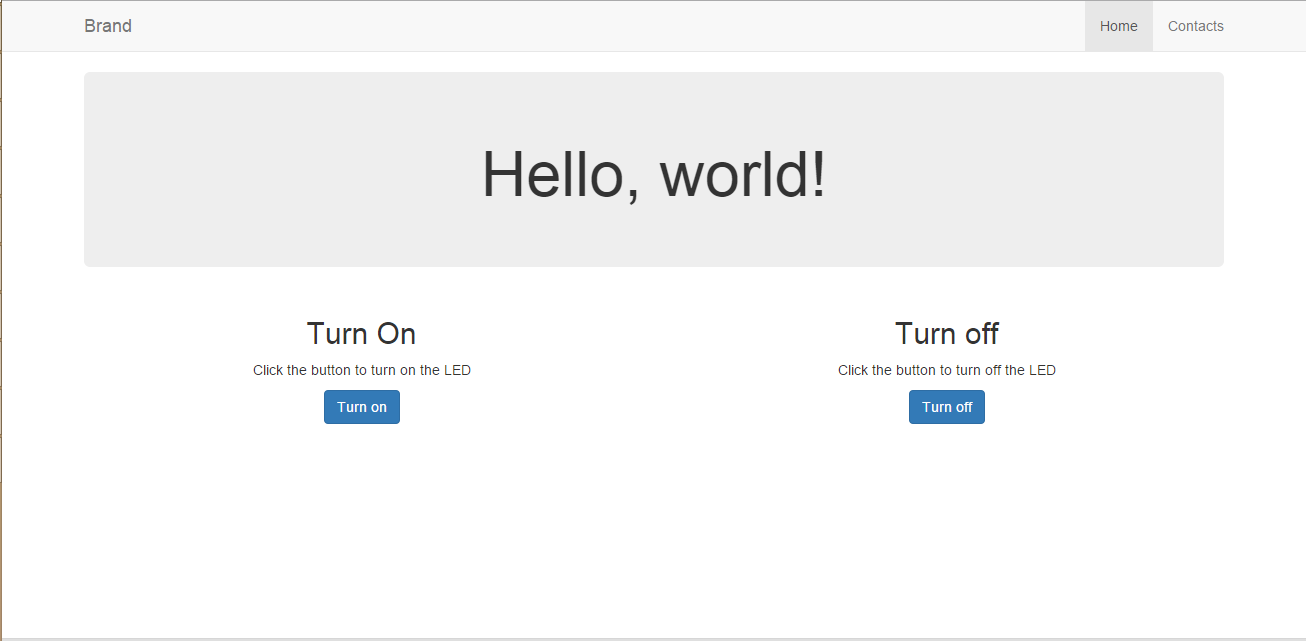 Brand
Home
Contacts
Hello, world!
Turn On
Click the button to turn on the LED
Turn on
Turn off
Click the button to turn off the LED
Turn off